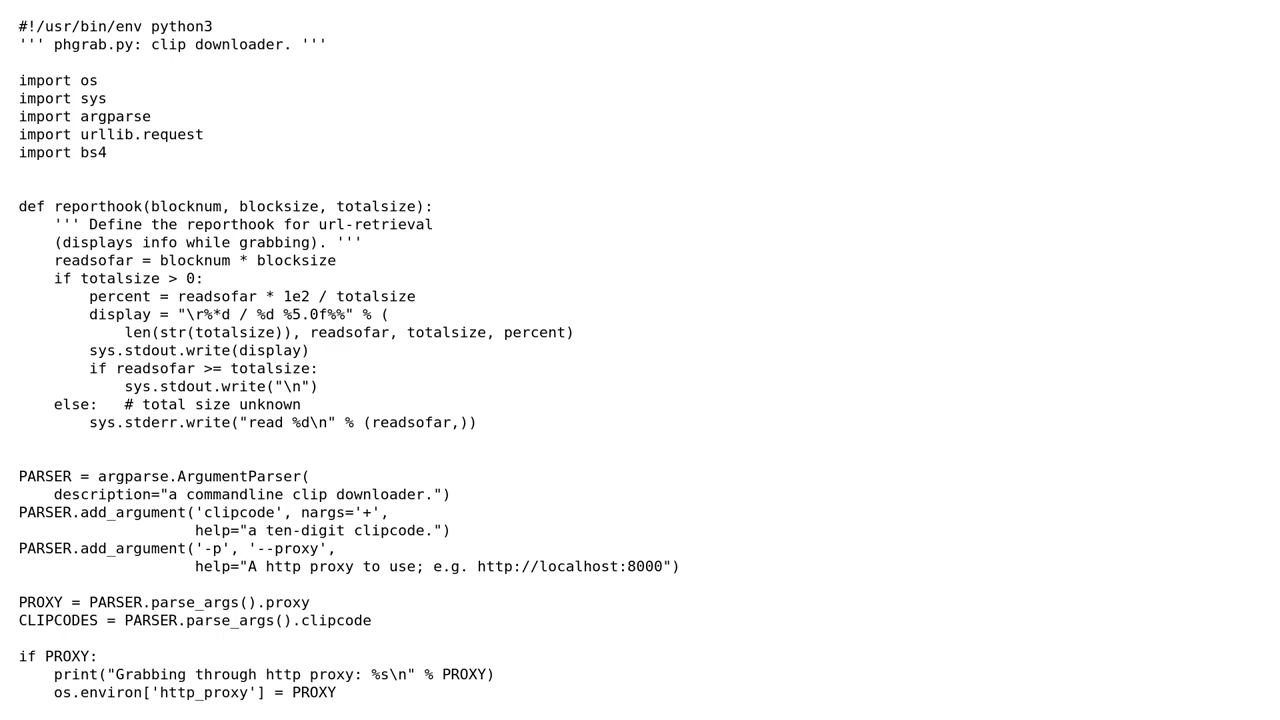 #!/usr/bin/env python3
''' phgrab.py: clip downloader. '''

import os
import sys
import argparse
import urllib.request
import bs4


def reporthook(blocknum, blocksize, totalsize):
    ''' Define the reporthook for url-retrieval
    (displays info while grabbing). '''
    readsofar = blocknum * blocksize
    if totalsize > 0:
        percent = readsofar * 1e2 / totalsize
        display = "\r%*d / %d %5.0f%%" % (
            len(str(totalsize)), readsofar, totalsize, percent)
        sys.stdout.write(display)
        if readsofar >= totalsize:
            sys.stdout.write("\n")
    else:   # total size unknown
        sys.stderr.write("read %d\n" % (readsofar,))


PARSER = argparse.ArgumentParser(
    description="a commandline clip downloader.")
PARSER.add_argument('clipcode', nargs='+',
                    help="a ten-digit clipcode.")
PARSER.add_argument('-p', '--proxy',
                    help="A http proxy to use; e.g. http://localhost:8000")

PROXY = PARSER.parse_args().proxy
CLIPCODES = PARSER.parse_args().clipcode

if PROXY:
    print("Grabbing through http proxy: %s\n" % PROXY)
    os.environ['http_proxy'] = PROXY